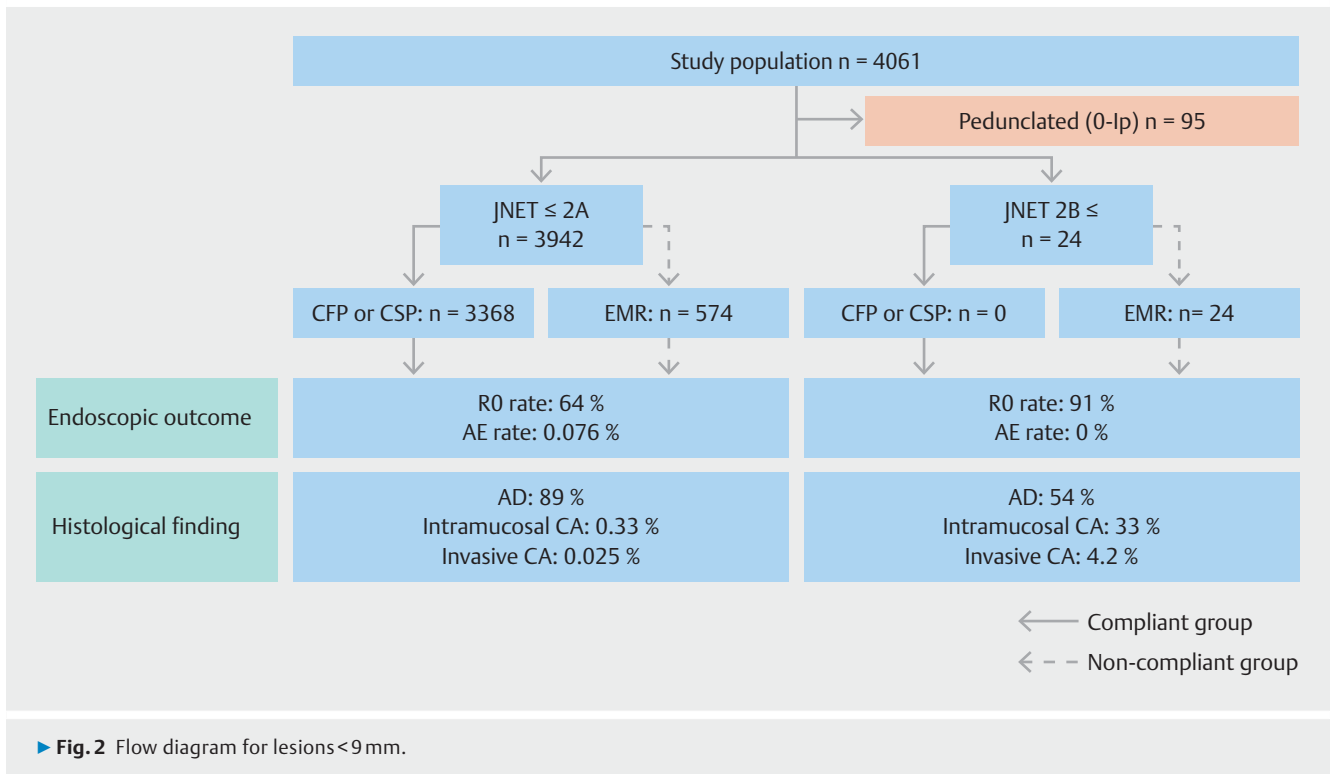 Study population n = 4061
Pedunclated (0-Ip) n = 95
JNET ≤ 2A
n = 3942
JNET 2B ≤
n = 24
CFP or CSP: n = 3368
EMR: n = 574
CFP or CSP: n = 0
EMR: n= 24
Endoscopic outcome
R0 rate: 64 %
AE rate: 0.076 %
R0 rate: 91 %
AE rate: 0 %
Histological finding
AD: 89 %
Intramucosal CA: 0.33 %
Invasive CA: 0.025 %
AD: 54 %
Intramucosal CA: 33 %
Invasive CA: 4.2 %
Compliant group
Non-compliant group
▶ Fig. 2 Flow diagram for lesions < 9 mm.